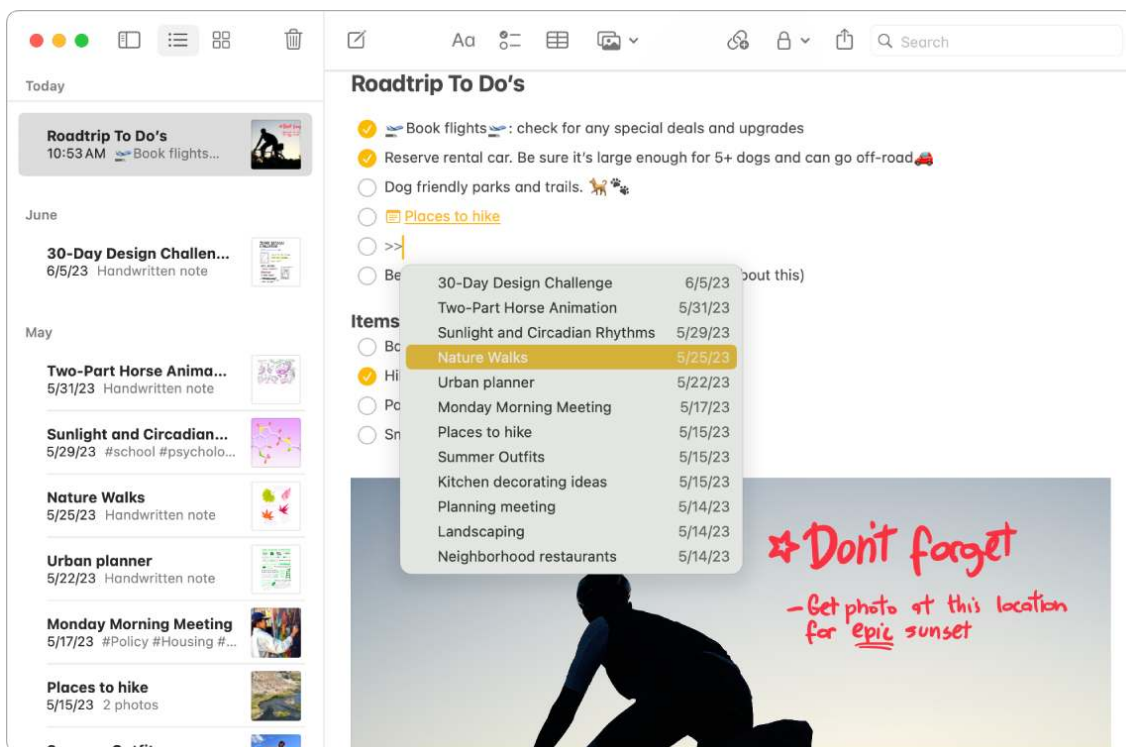 Search
Today
Roadtrip To Do's
10:53 AM Book flights...
June
30-Day Design Challen...
6/5/23 Handwritten note
May
Two-Part Horse Anima...
5/31/23 Handwritten note
Sunlight and Circadian...
5/29/23 #school #psycholo...
Nature Walks
5/25/23 Handwritten note
Urban planner
5/22/23 Handwritten note
Monday Morning Meeting
5/17/23 #Policy #Housing #...
Places to hike
5/15/23 2 photos
Roadtrip To Do's
🛫Book flights🛫: check for any special deals and upgrades
Reserve rental car. Be sure it's large enough for 5+ dogs and can go off-road🚗
Dog friendly parks and trails. 🐕🐾
Places to hike
>>
Be
bout this)
30-Day Design Challenge 6/5/23
Two-Part Horse Animation 5/31/23
Sunlight and Circadian Rhythms 5/29/23
Nature Walks 5/25/23
Urban planner 5/22/23
Monday Morning Meeting 5/17/23
Places to hike 5/15/23
Summer Outfits 5/15/23
Kitchen decorating ideas 5/15/23
Planning meeting 5/14/23
Landscaping 5/14/23
Neighborhood restaurants 5/14/23
Items
Hi
Sn
Don't forget
- Get photo at this location
for epic sunset